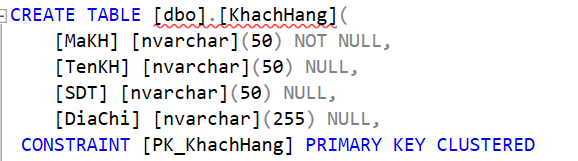 CREATE TABLE [dbo].[KhachHang](
[MaKH] [nvarchar](50) NOT NULL,
[TenKH] [nvarchar](50) NULL,
[SDT] [nvarchar](50) NULL,
[DiaChi] [nvarchar](255) NULL,
CONSTRAINT [PK_KhachHang] PRIMARY KEY CLUSTERED